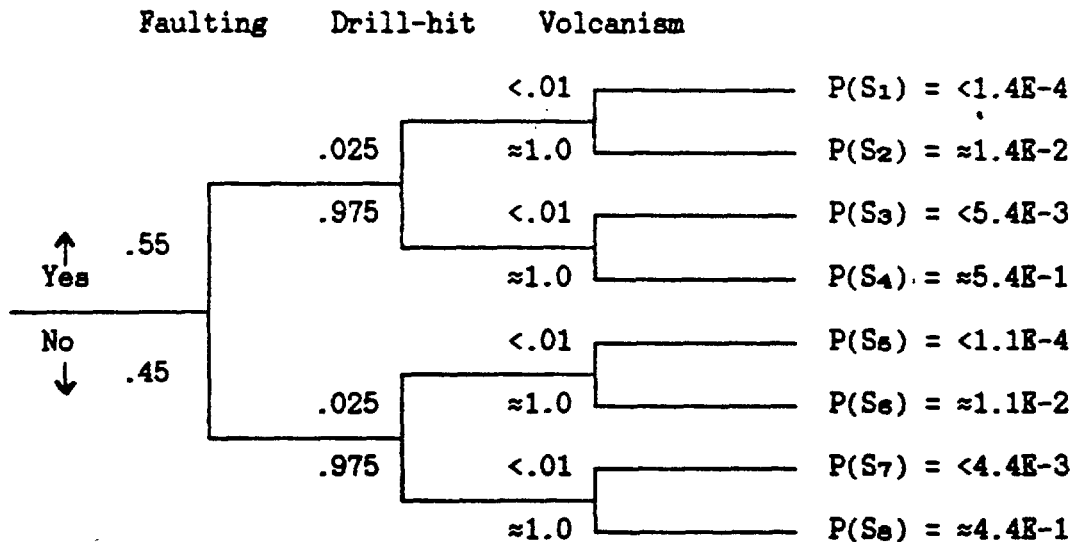 Faulting Drill-hit Volcanism
<.01 P(S1) = <1.4E-4
.025 ≈1.0 P(S2) = ≈1.4E-2
.975 <.01 P(S3) = <5.4E-3
↑ .55
Yes ≈1.0 P(S4) = ≈5.4E-1
No <.01 P(S5) = <1.1E-4
↓ .45
.025 ≈1.0 P(S6) = ≈1.1E-2
.975 <.01 P(S7) = <4.4E-3
≈1.0 P(S8) = ≈4.4E-1